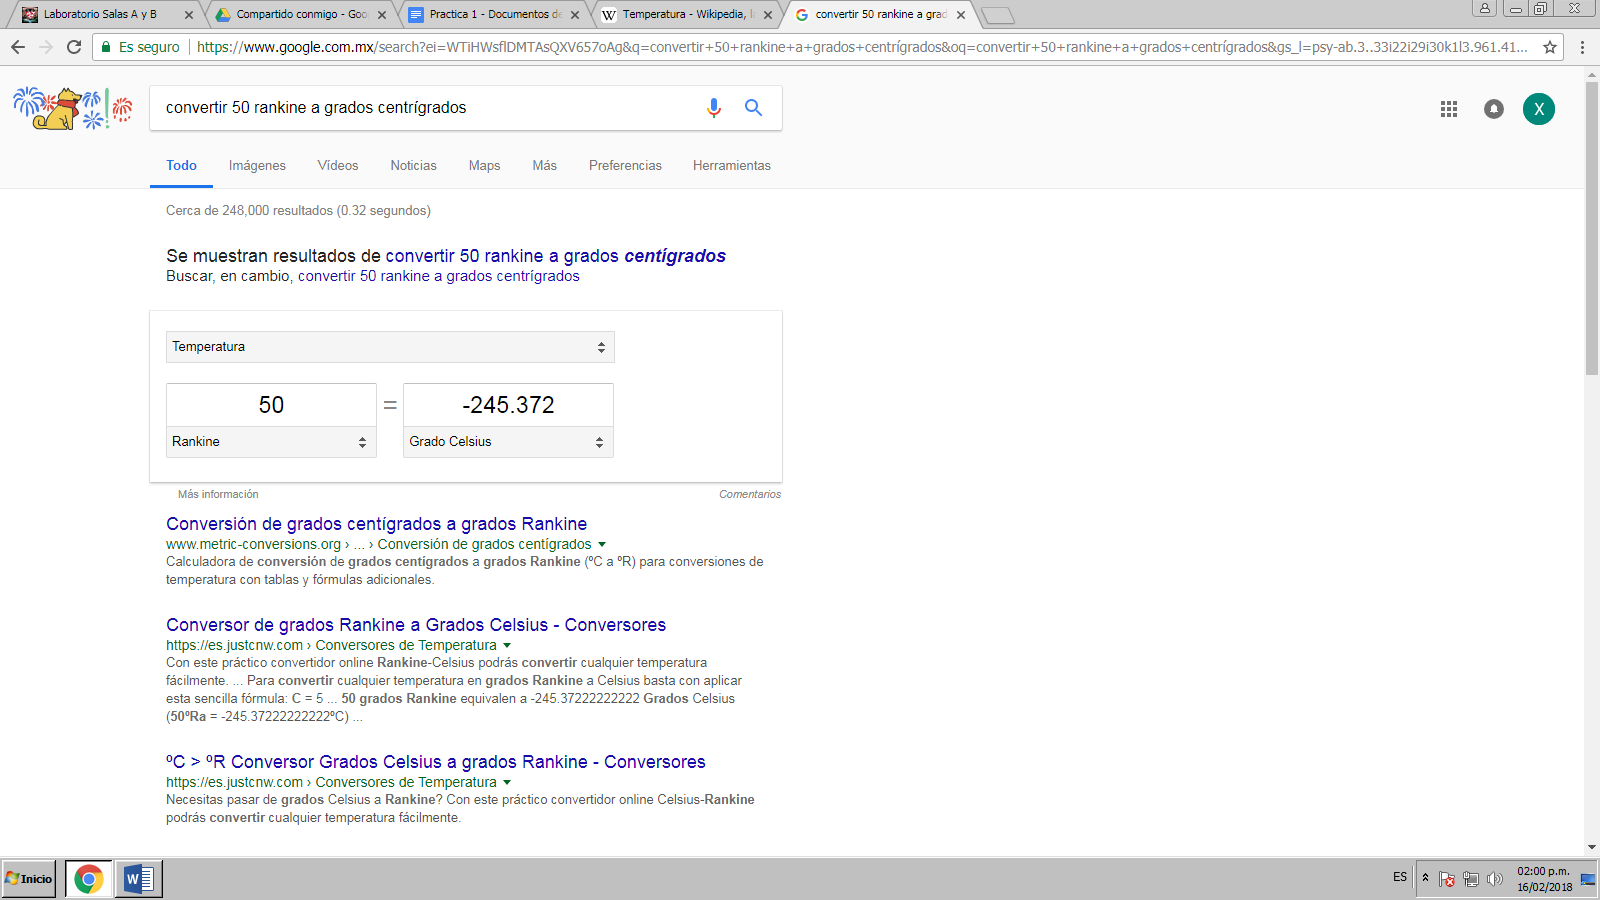 Laboratorio Salas A y B
Compartido conmigo - Goo
Practica 1 - Documentos de
Temperatura - Wikipedia, l
convertir 50 rankine a grad
Es seguro
https://www.google.com.mx/search?ei=WTiHWsflDMTAsQXV657oAg&q=convertir+50+rankine+a+grados+centrígrados&oq=convertir+50+rankine+a+grados+centrígrados&gs_l=psy-ab.3..33i22i29i30k1l3.961.41...
convertir 50 rankine a grados centrígrados
X
Todo
Imágenes
Vídeos
Noticias
Maps
Más
Preferencias
Herramientas
Cerca de 248,000 resultados (0.32 segundos)
Se muestran resultados de convertir 50 rankine a grados centígrados
Buscar, en cambio, convertir 50 rankine a grados centrígrados
Temperatura
50 = -245.372
Rankine
Grado Celsius
Más información
Comentarios
Conversión de grados centígrados a grados Rankine
www.metric-conversions.org › ... › Conversión de grados centígrados
Calculadora de conversión de grados centígrados a grados Rankine (ºC a ºR) para conversiones de
temperatura con tablas y fórmulas adicionales.
Conversor de grados Rankine a Grados Celsius - Conversores
https://es.justcnw.com › Conversores de Temperatura
Con este práctico convertidor online Rankine-Celsius podrás convertir cualquier temperatura
fácilmente. ... Para convertir cualquier temperatura en grados Rankine a Celsius basta con aplicar
esta sencilla fórmula: C = 5 ... 50 grados Rankine equivalen a -245.37222222222 Grados Celsius
(50ºRa = -245.37222222222ºC) ...
ºC > ºR Conversor Grados Celsius a grados Rankine - Conversores
https://es.justcnw.com › Conversores de Temperatura
Necesitas pasar de grados Celsius a Rankine? Con este práctico convertidor online Celsius-Rankine
podrás convertir cualquier temperatura fácilmente.
Inicio
ES
02:00 p.m.
16/02/2018